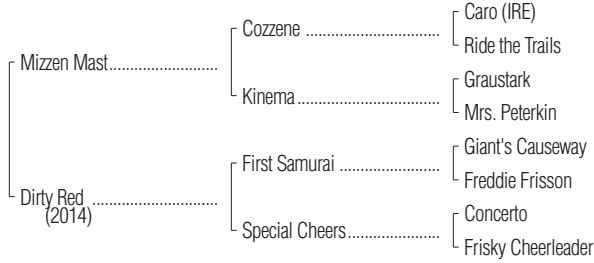 Caro (IRE)
Cozzene ..............................
Ride the Trails
Mizzen Mast.........................
Graustark
Kinema.................................
Mrs. Peterkin
Giant's Causeway
First Samurai .......................
Freddie Frisson
Dirty Red .............................
(2014)
Concerto
Special Cheers.....................
Frisky Cheerleader